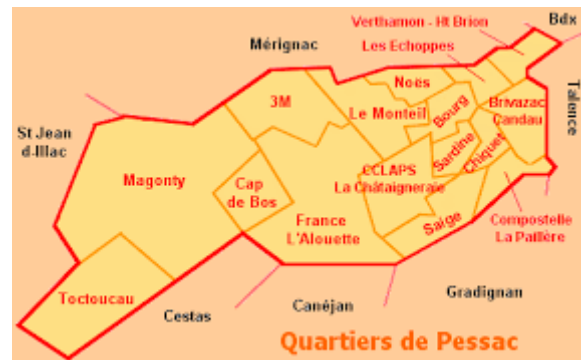 Verthamon - Ht Brion
Bdx
Mérignac
Les Echoppes
Noës
3M
Le Monteil
Bourg
Brivazac
Candau
Talence
St Jean
d-Illac
Magonty
Cap
de Bos
CCLAPS
La Châtaigneraie
Sardine
Chiquet
France
L'Alouette
Saige
Compostelle
La Paillère
Toctoucau
Cestas
Canéjan
Gradignan
Quartiers de Pessac